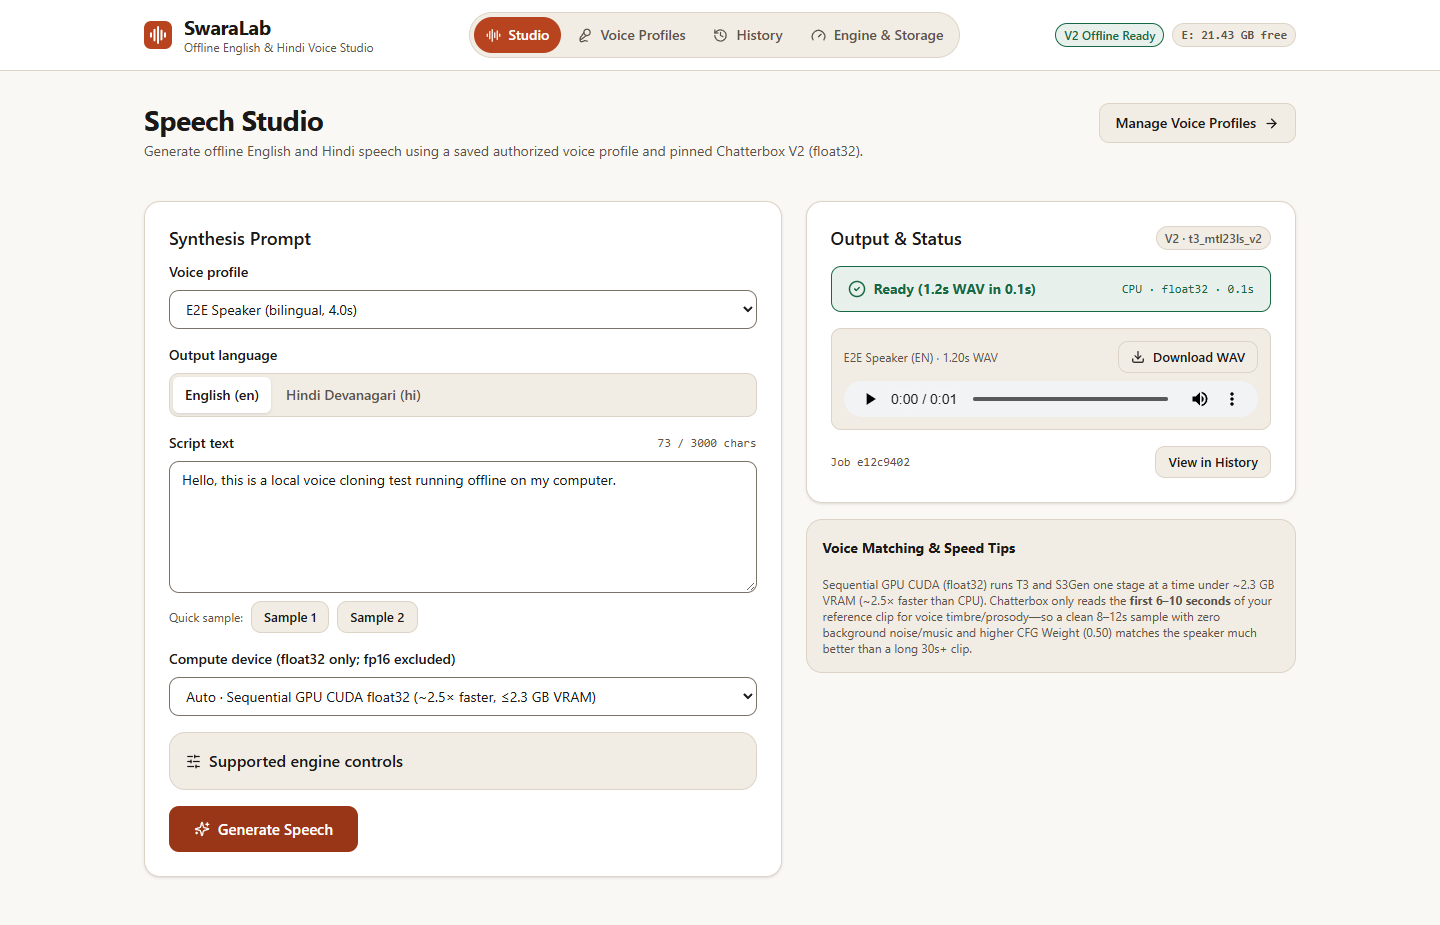 SwaraLab
Offline English & Hindi Voice Studio
Studio
Voice Profiles
History
Engine & Storage
V2 Offline Ready
E: 21.43 GB free
Speech Studio
Generate offline English and Hindi speech using a saved authorized voice profile and pinned Chatterbox V2 (float32).
Manage Voice Profiles
Synthesis Prompt
Voice profile
E2E Speaker (bilingual, 4.0s)
Output language
English (en)
Hindi Devanagari (hi)
Script text
73 / 3000 chars
Hello, this is a local voice cloning test running offline on my computer.
Quick sample:
Sample 1
Sample 2
Compute device (float32 only; fp16 excluded)
Auto · Sequential GPU CUDA float32 (~2.5× faster, ≤2.3 GB VRAM)
Supported engine controls
Generate Speech
Output & Status
V2 · t3_mtl23ls_v2
Ready (1.2s WAV in 0.1s)
CPU · float32 · 0.1s
E2E Speaker (EN) · 1.20s WAV
Download WAV
0:00 / 0:01
Job e12c9402
View in History
Voice Matching & Speed Tips
Sequential GPU CUDA (float32) runs T3 and S3Gen one stage at a time under ~2.3 GB
VRAM (~2.5× faster than CPU). Chatterbox only reads the first 6–10 seconds of your
reference clip for voice timbre/prosody—so a clean 8–12s sample with zero
background noise/music and higher CFG Weight (0.50) matches the speaker much
better than a long 30s+ clip.